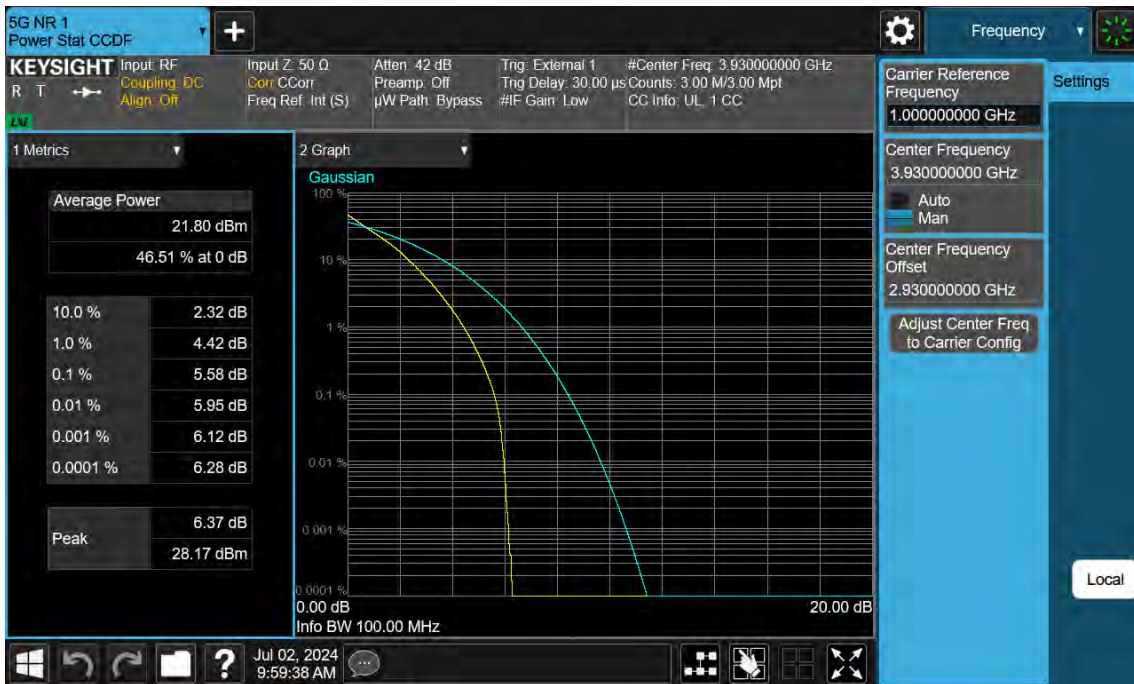 5G NR 1
Power Stat CCDF
+
Frequency
KEYSIGHT
R T
LNI
Input: RF
Coupling: DC
Align: Off
Input Z: 50 Ω
Corr CCorr
Freq Ref: Int (S)
Atten: 42 dB
Preamp: Off
µW Path: Bypass
Trig: External 1
Trig Delay: 30.00 µs
#IF Gain: Low
#Center Freq: 3.930000000 GHz
Counts: 3.00 M/3.00 Mpt
CC Info: UL, 1 CC
1 Metrics
Average Power
21.80 dBm
46.51 % at 0 dB
10.0 % 2.32 dB
1.0 % 4.42 dB
0.1 % 5.58 dB
0.01 % 5.95 dB
0.001 % 6.12 dB
0.0001 % 6.28 dB
Peak
6.37 dB
28.17 dBm
2 Graph
Gaussian
100 %
10 %
1 %
0.1 %
0.01 %
0.001 %
0.0001 %
0.00 dB 20.00 dB
Info BW 100.00 MHz
Carrier Reference
Frequency
1.000000000 GHz
Center Frequency
3.930000000 GHz
Auto
Man
Center Frequency
Offset
2.930000000 GHz
Adjust Center Freq
to Carrier Config
Settings
Local
?
Jul 02, 2024
9:59:38 AM